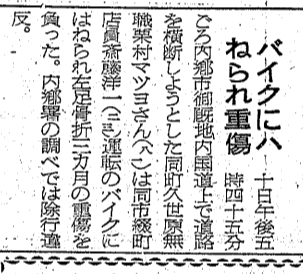 バイクにハ
ねられ重傷
十日午後五
時四十五分
ごろ内郷市御厩地内国道上で道路
を横断しようとした同町久世原無
職栗村マツヨさん()は同市綴町
店員斎藤洋一()運転のバイクに
はねられ左足骨折三カ月の重傷を
負った。内郷署の調べでは除行違
反。